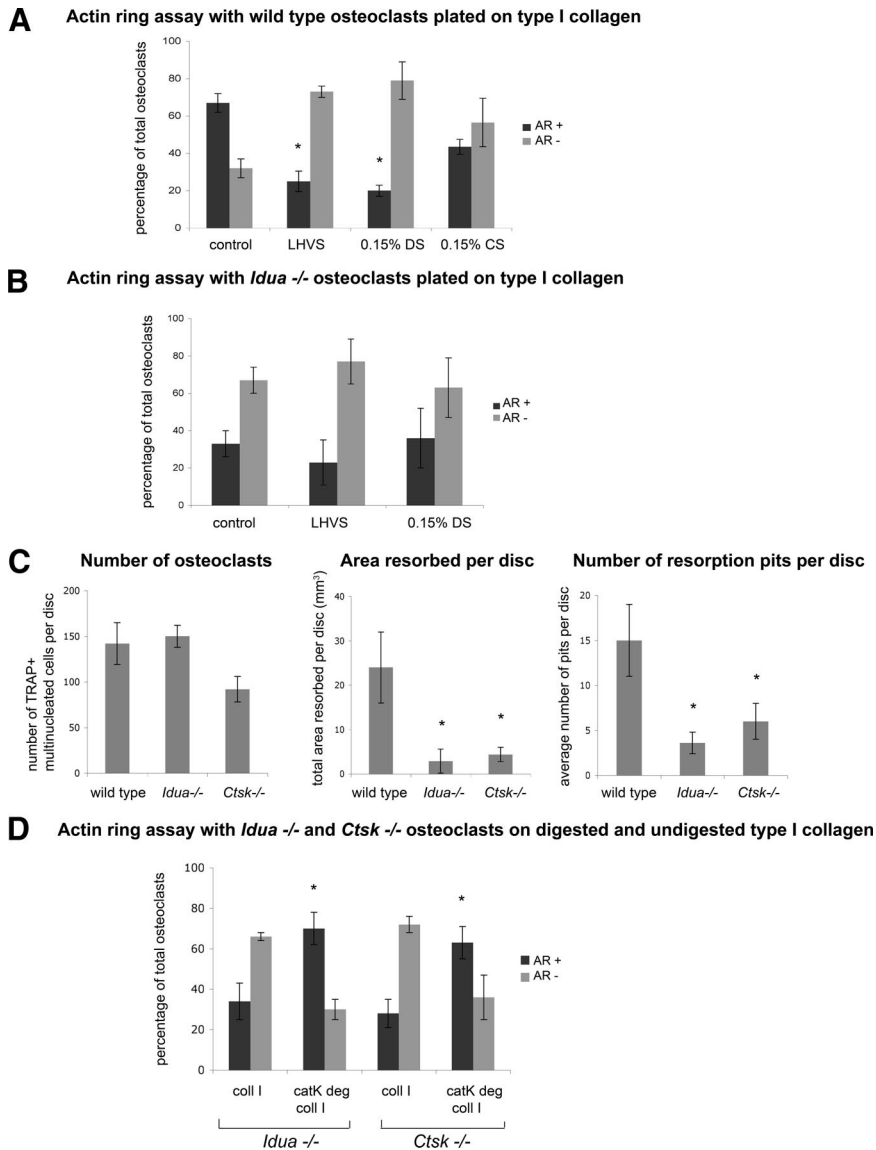 A Actin ring assay with wild type osteoclasts plated on type I collagen
percentage of total osteoclasts
100
80
60
40
20
0
*
*
control LHVS 0.15% DS 0.15% CS
AR +
AR -
B Actin ring assay with Idua -/- osteoclasts plated on type I collagen
percentage of total osteoclasts
100
80
60
40
20
0
control LHVS 0.15% DS
AR +
AR -
C Number of osteoclasts
number of TRAP+
multinucleated cells per disc
200
150
100
50
0
wild type Idua-/- Ctsk-/-
Area resorbed per disc
total area resorbed per disc (mm³)
40
30
20
10
0
*
*
wild type Idua-/- Ctsk-/-
Number of resorption pits per disc
average number of pits per disc
20
15
10
5
0
*
*
wild type Idua-/- Ctsk-/-
D Actin ring assay with Idua -/- and Ctsk -/- osteoclasts on digested and undigested type I collagen
percentage of total osteoclasts
100
80
60
40
20
0
*
*
AR +
AR -
coll I catK deg coll I catK deg
coll I coll I
Idua -/- Ctsk -/-